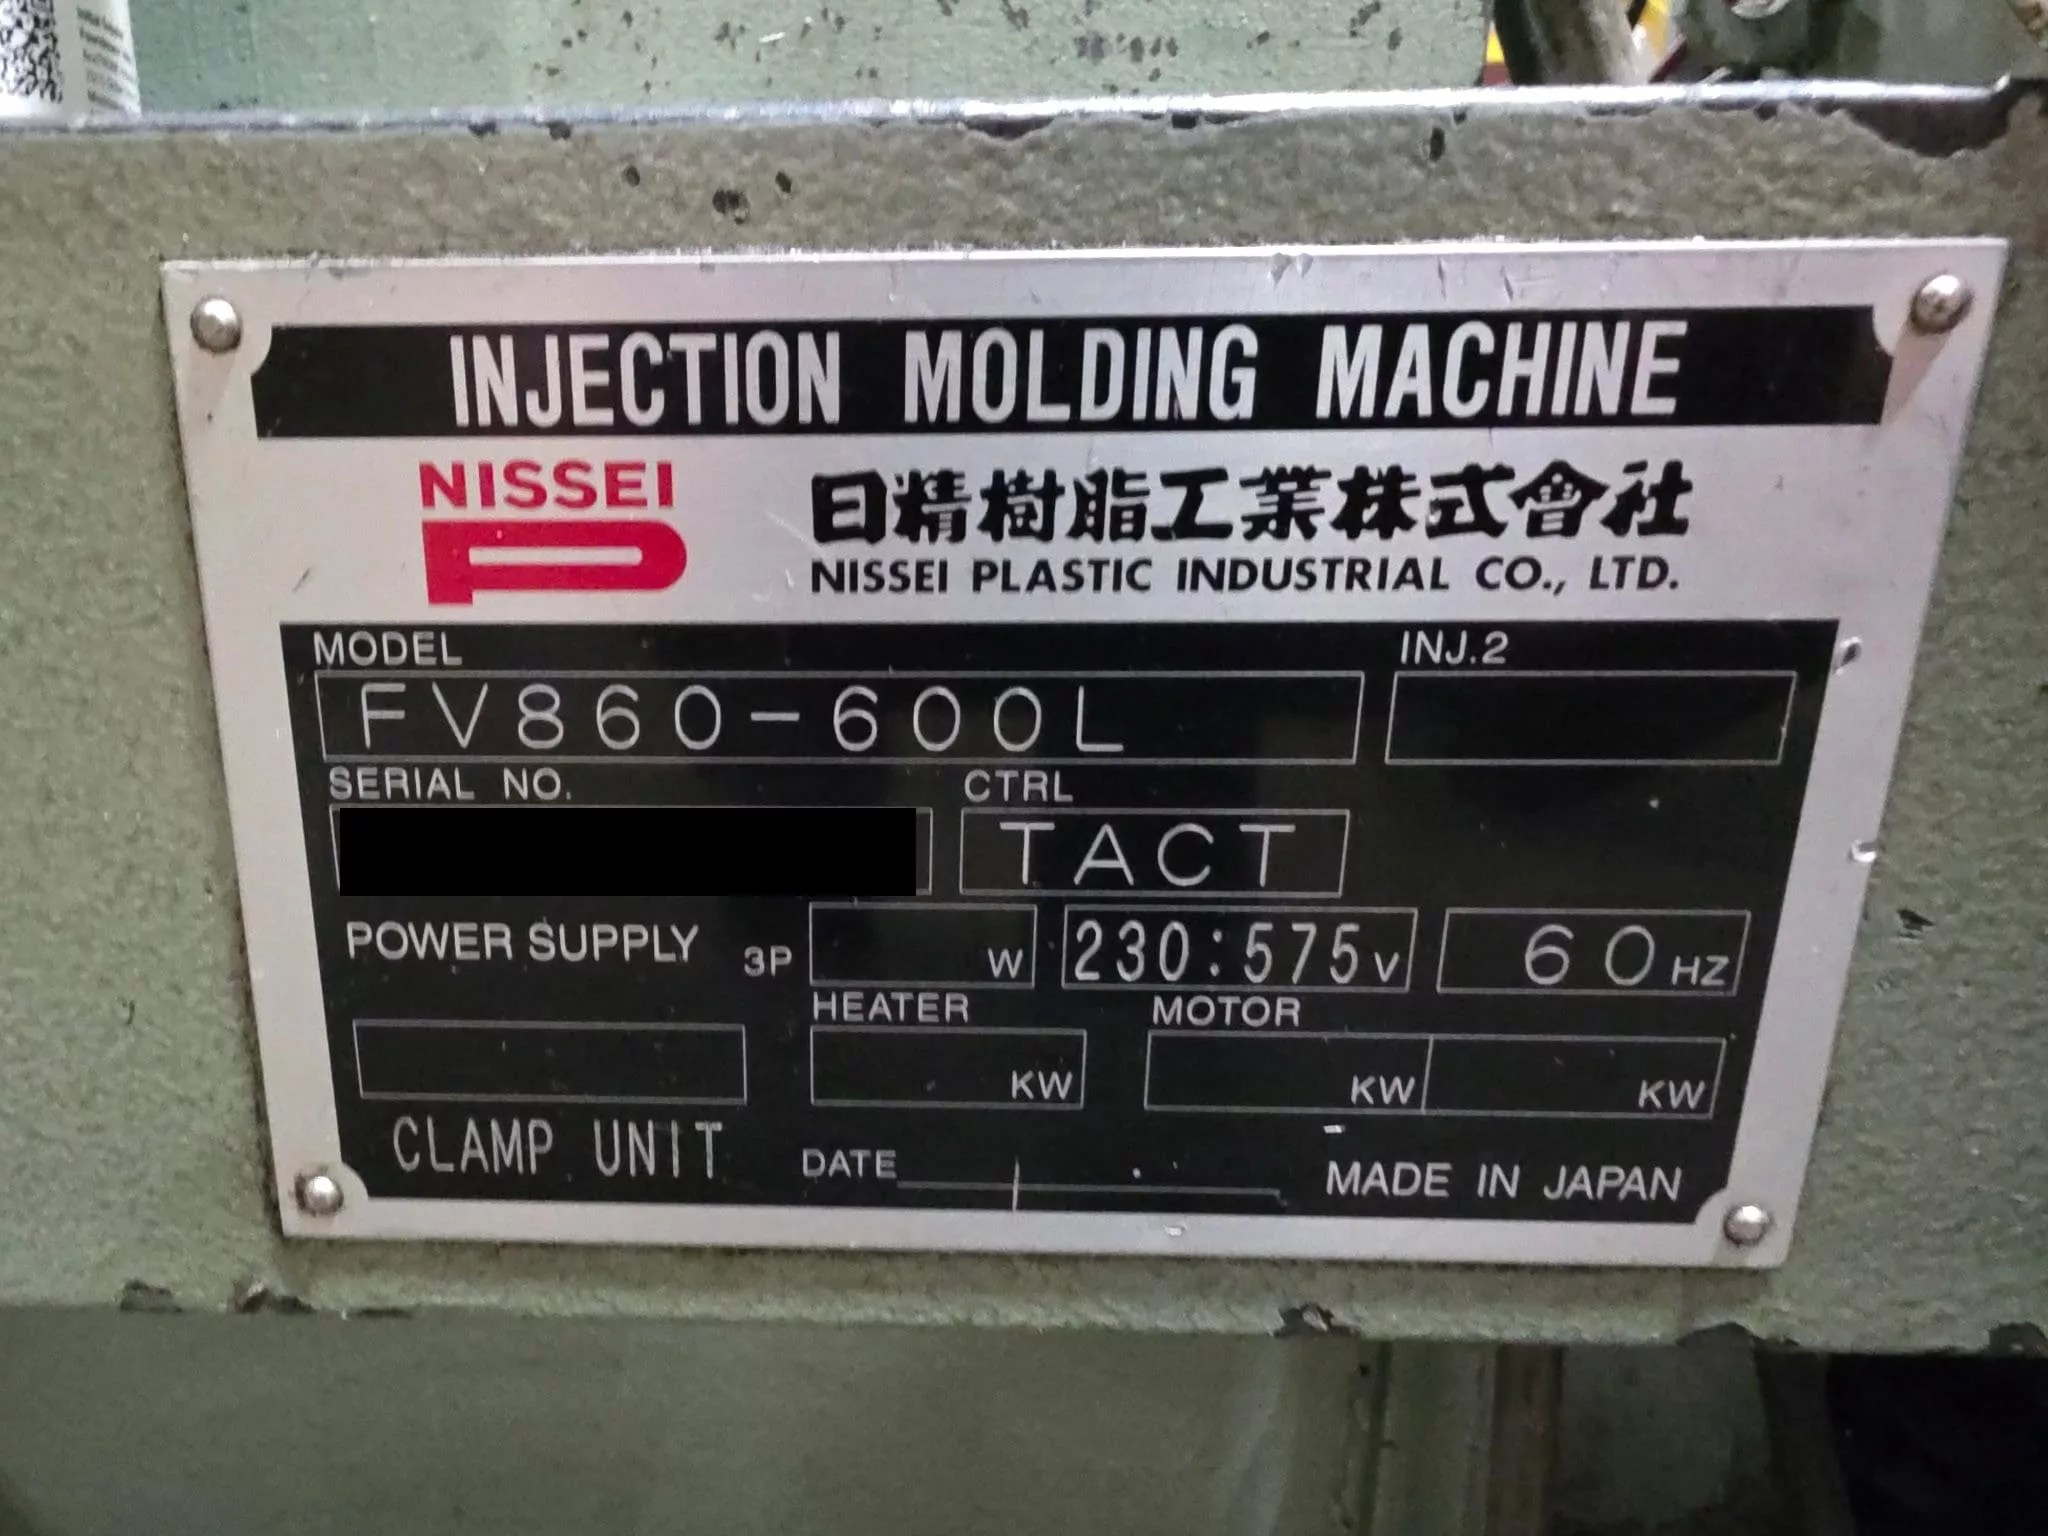 INJECTION MOLDING MACHINE
NISSEI
日精樹脂工業株式會社
NISSEI PLASTIC INDUSTRIAL CO., LTD.
MODEL
INJ.2
FV860-600L
SERIAL NO.
CTRL
TACT
POWER SUPPLY 3P W 230:575V 60HZ
HEATER
MOTOR
KW KW KW
CLAMP UNIT
DATE
MADE IN JAPAN